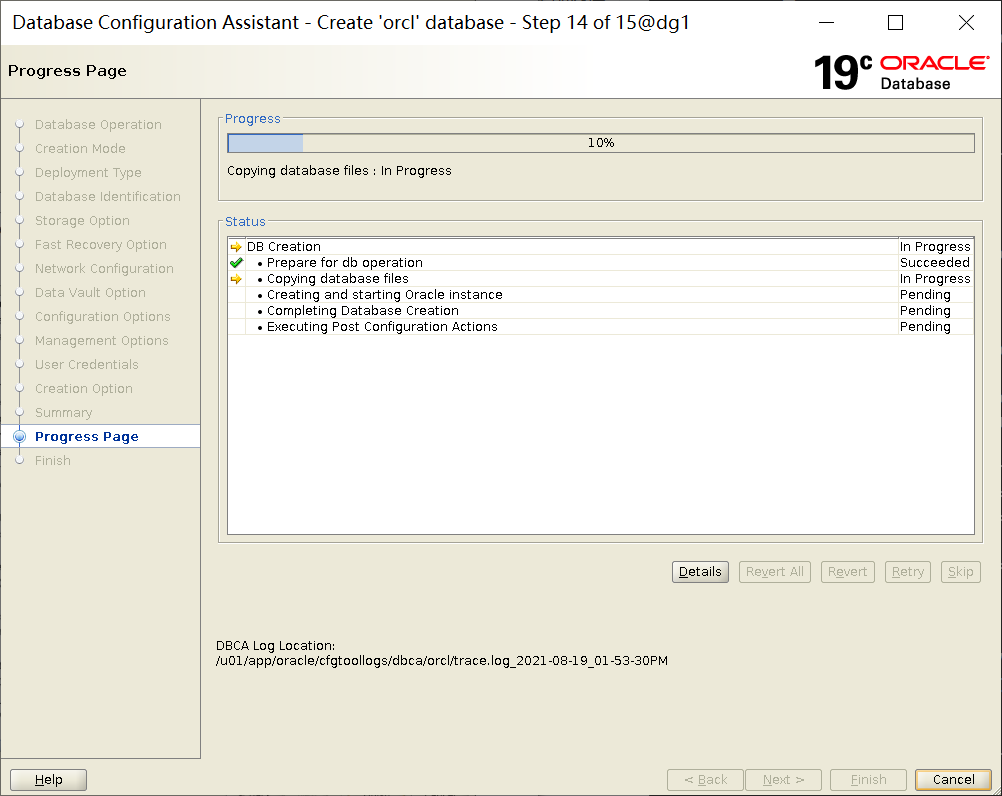 Database Configuration Assistant - Create 'orcl' database - Step 14 of 15@dg1
Progress Page
19c ORACLE
Database
Database Operation
Creation Mode
Deployment Type
Database Identification
Storage Option
Fast Recovery Option
Network Configuration
Data Vault Option
Configuration Options
Management Options
User Credentials
Creation Option
Summary
Progress Page
Finish
Progress
10%
Copying database files : In Progress
Status
DB Creation In Progress
• Prepare for db operation Succeeded
• Copying database files In Progress
• Creating and starting Oracle instance Pending
• Completing Database Creation Pending
• Executing Post Configuration Actions Pending
Details Revert All Revert Retry Skip
DBCA Log Location:
/u01/app/oracle/cfgtoollogs/dbca/orcl/trace.log_2021-08-19_01-53-30PM
Help < Back Next > Finish Cancel